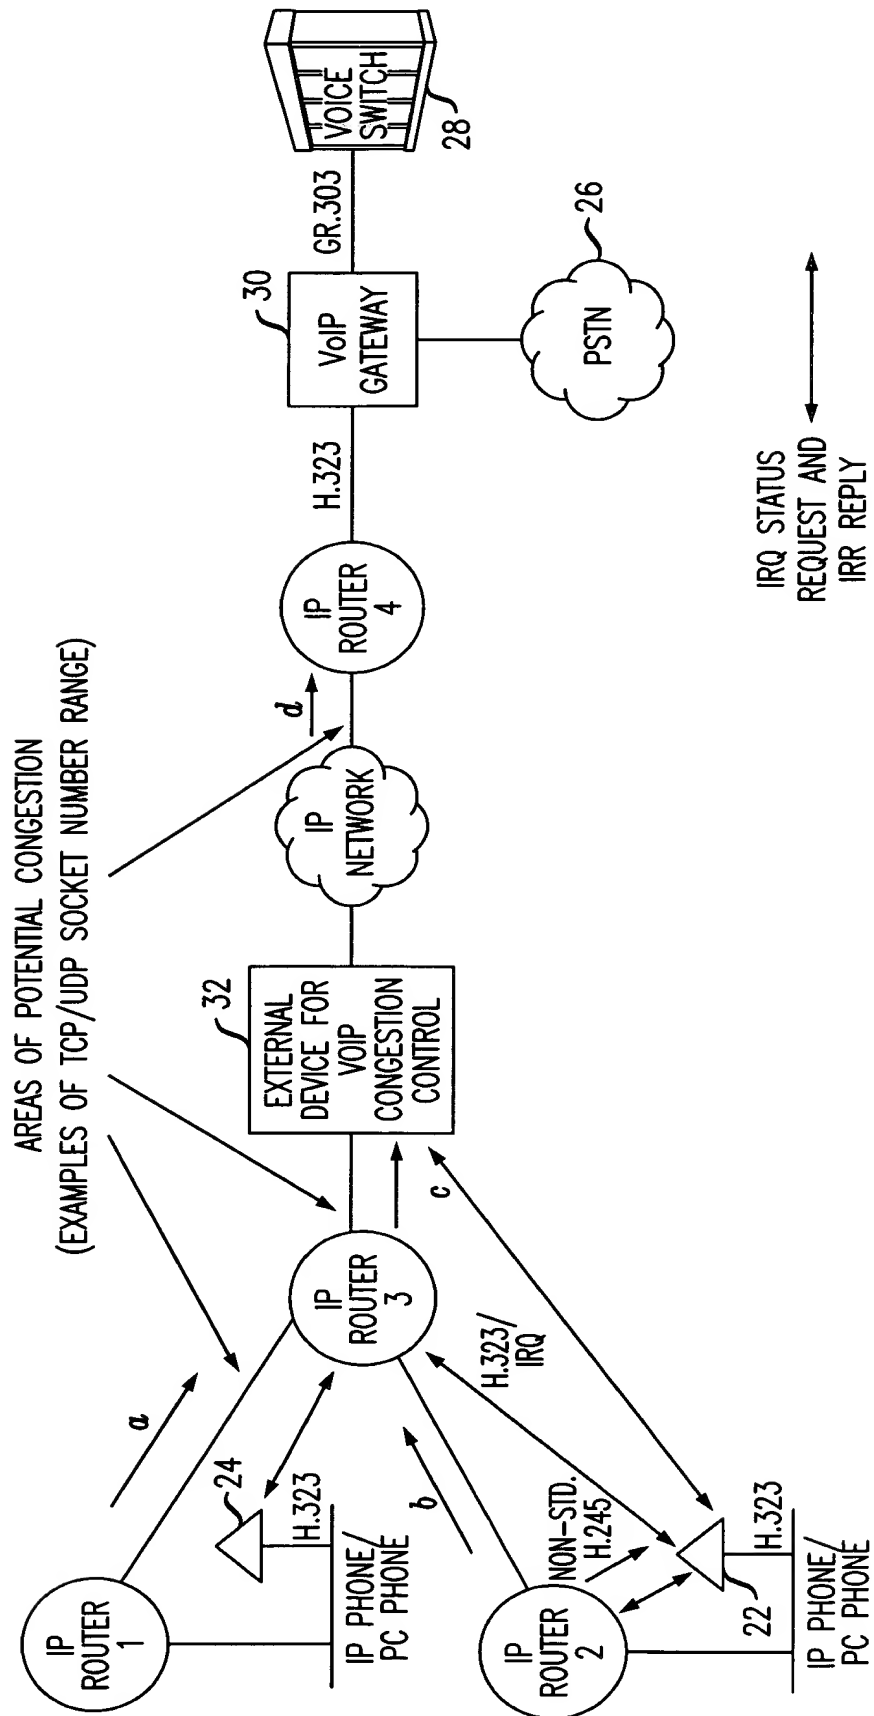 AREAS OF POTENTIAL CONGESTION
(EXAMPLES OF TCP/UDP SOCKET NUMBER RANGE)
IP
ROUTER
1
a
24
H.323
IP PHONE/
PC PHONE
IP
ROUTER
2
b
NON-STD.
H.245
H.323/
IRQ
22
H.323
IP PHONE/
PC PHONE
IP
ROUTER
3
c
32
EXTERNAL
DEVICE FOR
VOIP
CONGESTION
CONTROL
IP
NETWORK
d
IP
ROUTER
4
H.323
30
VoIP
GATEWAY
GR.303
VOICE
SWITCH
28
26
PSTN
IRQ STATUS
REQUEST AND
IRR REPLY